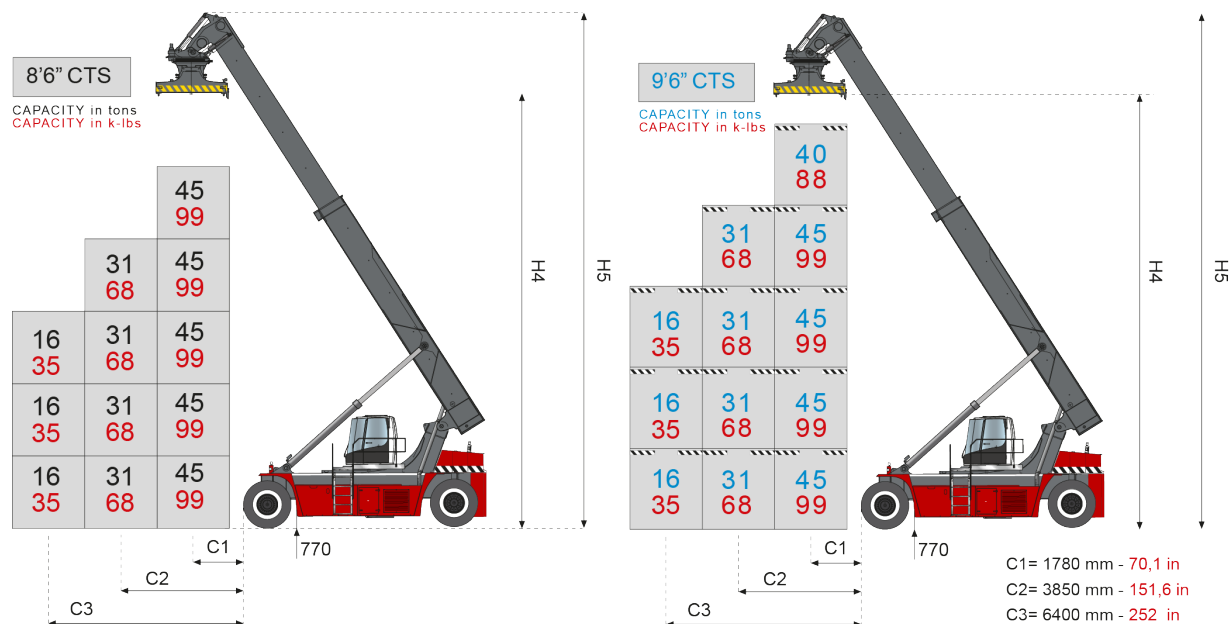 8'6" CTS
CAPACITY in tons
CAPACITY in k-lbs
45
99
31
68
45
99
16
35
31
68
45
99
16
35
31
68
45
99
16
35
31
68
45
99
H4
H5
C1
770
C2
C3
9'6" CTS
CAPACITY in tons
CAPACITY in k-lbs
40
88
31
68
45
99
16
35
31
68
45
99
16
35
31
68
45
99
16
35
31
68
45
99
H4
H5
C1
770
C2
C3
C1= 1780 mm - 70,1 in
C2= 3850 mm - 151,6 in
C3= 6400 mm - 252 in